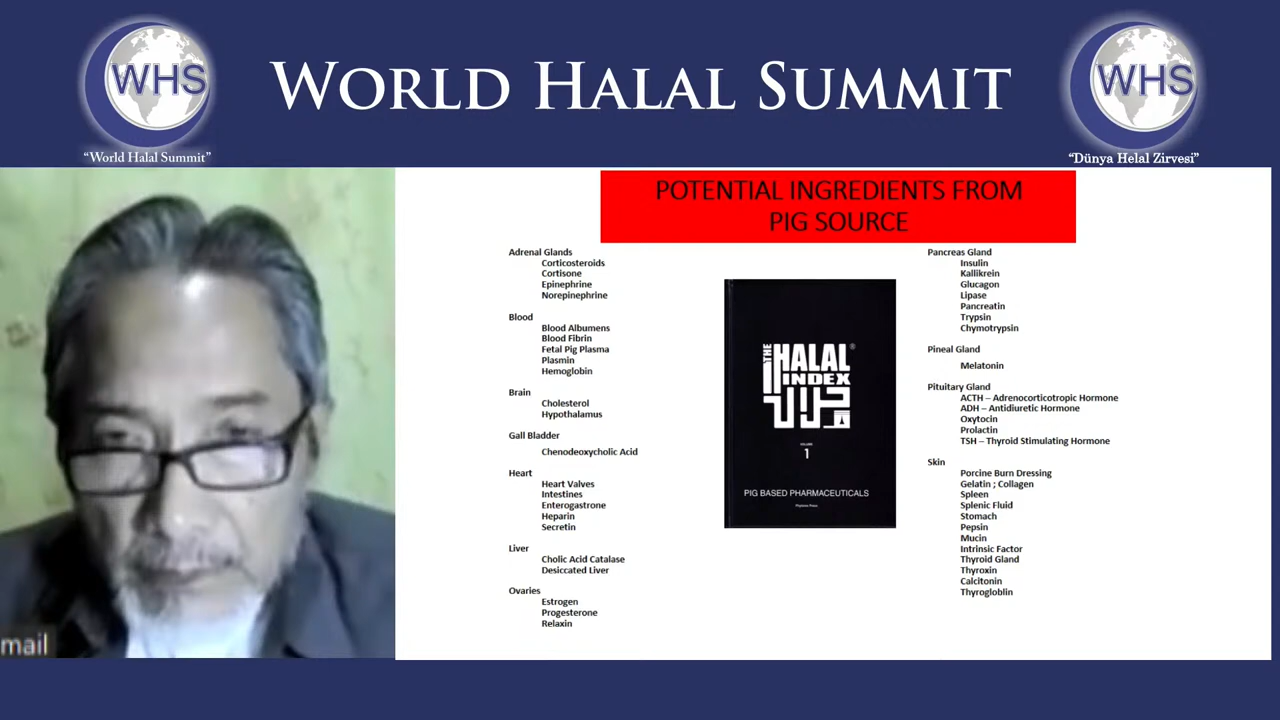 WHS
"World Halal Summit"
WORLD HALAL SUMMIT
WHS
"Dünya Helal Zirvesi"
POTENTIAL INGREDIENTS FROM
PIG SOURCE
Adrenal Glands
Corticosteroids
Cortisone
Epinephrine
Norepinephrine
Blood
Blood Albumens
Blood Fibrin
Fetal Pig Plasma
Plasmin
Hemoglobin
Brain
Cholesterol
Hypothalamus
Gall Bladder
Chenodeoxycholic Acid
Heart
Heart Valves
Intestines
Enterogastrone
Heparin
Secretin
Liver
Cholic Acid Catalase
Desiccated Liver
Ovaries
Estrogen
Progesterone
Relaxin
THE HALAL
INDEX
VOLUME
1
PIG BASED PHARMACEUTICALS
Pancreas Gland
Insulin
Kallikrein
Glucagon
Lipase
Pancreatin
Trypsin
Chymotrypsin
Pineal Gland
Melatonin
Pituitary Gland
ACTH – Adrenocorticotropic Hormone
ADH – Antidiuretic Hormone
Oxytocin
Prolactin
TSH – Thyroid Stimulating Hormone
Skin
Porcine Burn Dressing
Gelatin ; Collagen
Spleen
Splenic Fluid
Stomach
Pepsin
Mucin
Intrinsic Factor
Thyroid Gland
Thyroxin
Calcitonin
Thyrogloblin
mail